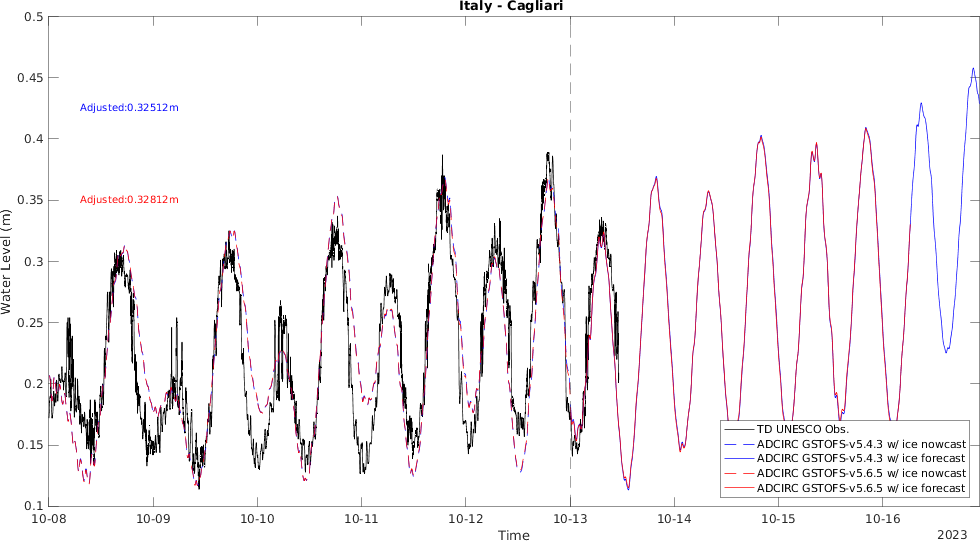 Italy - Cagliari
0.5
0.45
0.4
0.35
0.3
0.25
0.2
0.15
0.1
Water Level (m)
Adjusted:0.32512m
Adjusted:0.32812m
TD UNESCO Obs.
ADCIRC GSTOFS-v5.4.3 w/ ice nowcast
ADCIRC GSTOFS-v5.4.3 w/ ice forecast
ADCIRC GSTOFS-v5.6.5 w/ ice nowcast
ADCIRC GSTOFS-v5.6.5 w/ ice forecast
10-08 10-09 10-10 10-11 10-12 10-13 10-14 10-15 10-16
Time
2023